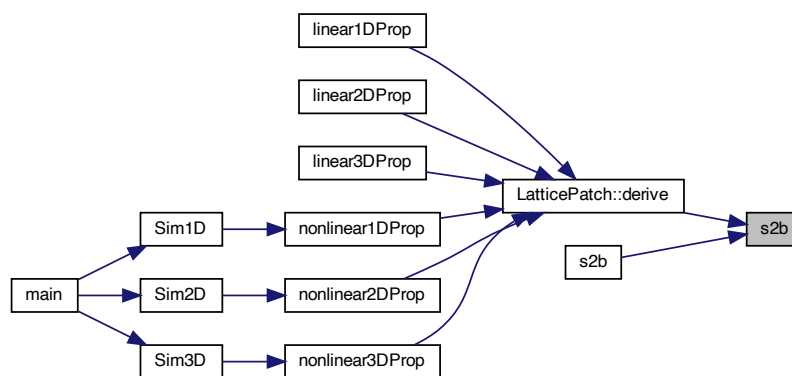 linear1DProp
linear2DProp
linear3DProp
LatticePatch::derive
Sim1D
nonlinear1DProp
s2b
s2b
main
Sim2D
nonlinear2DProp
Sim3D
nonlinear3DProp